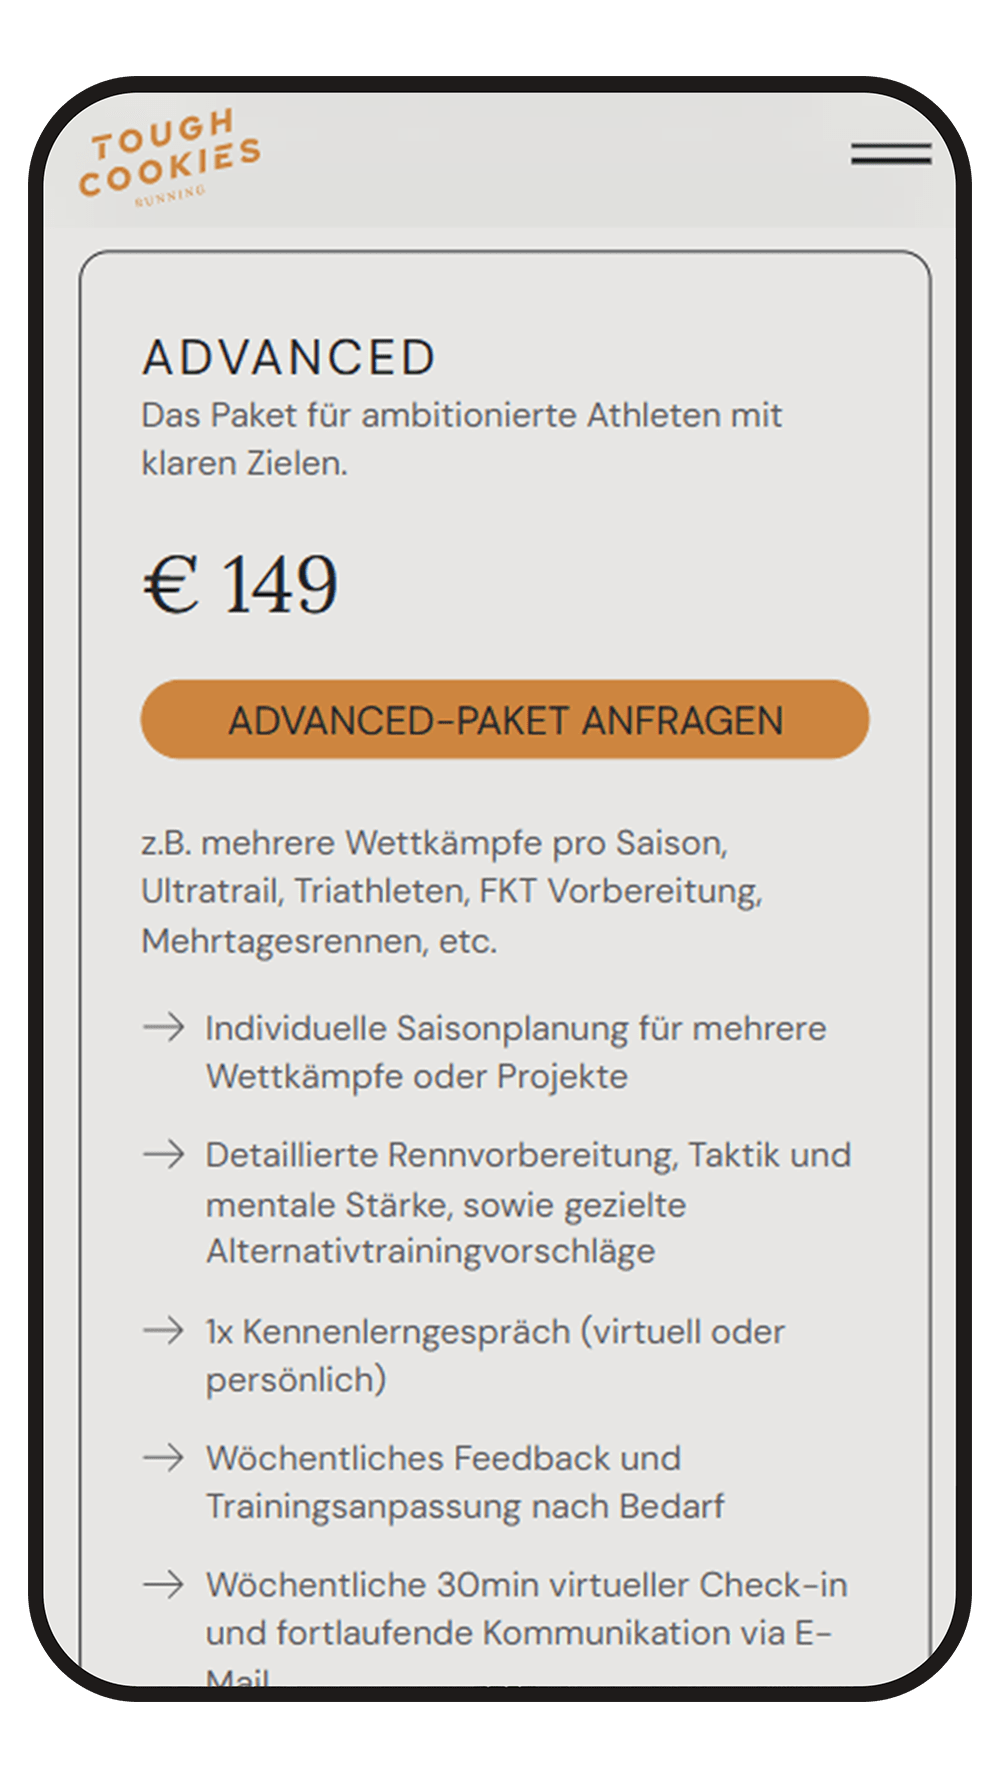 TOUGH
COOKIES
RUNNING
ADVANCED
Das Paket für ambitionierte Athleten mit
klaren Zielen.
€ 149
ADVANCED-PAKET ANFRAGEN
z.B. mehrere Wettkämpfe pro Saison,
Ultratrail, Triathleten, FKT Vorbereitung,
Mehrtagesrennen, etc.
→ Individuelle Saisonplanung für mehrere
Wettkämpfe oder Projekte
→ Detaillierte Rennvorbereitung, Taktik und
mentale Stärke, sowie gezielte
Alternativtrainingvorschläge
→ 1x Kennenlerngespräch (virtuell oder
persönlich)
→ Wöchentliches Feedback und
Trainingsanpassung nach Bedarf
→ Wöchentliche 30min virtueller Check-in
und fortlaufende Kommunikation via E-
Mail